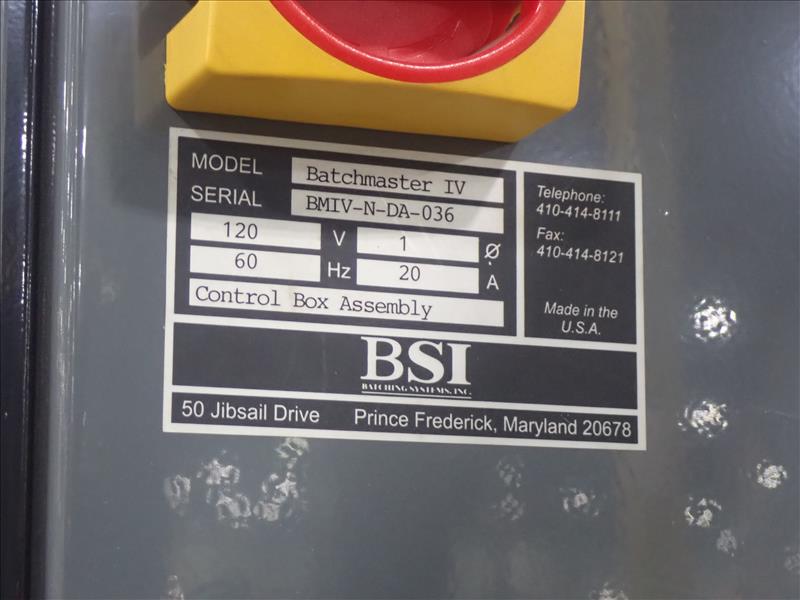 MODEL Batchmaster IV
SERIAL BMIV-N-DA-036
120 V 1 Ø
60 Hz 20 A
Control Box Assembly
Telephone:
410-414-8111
Fax:
410-414-8121
Made in the
U.S.A.
BSI
BATCHING SYSTEMS, INC.
50 Jibsail Drive Prince Frederick, Maryland 20678